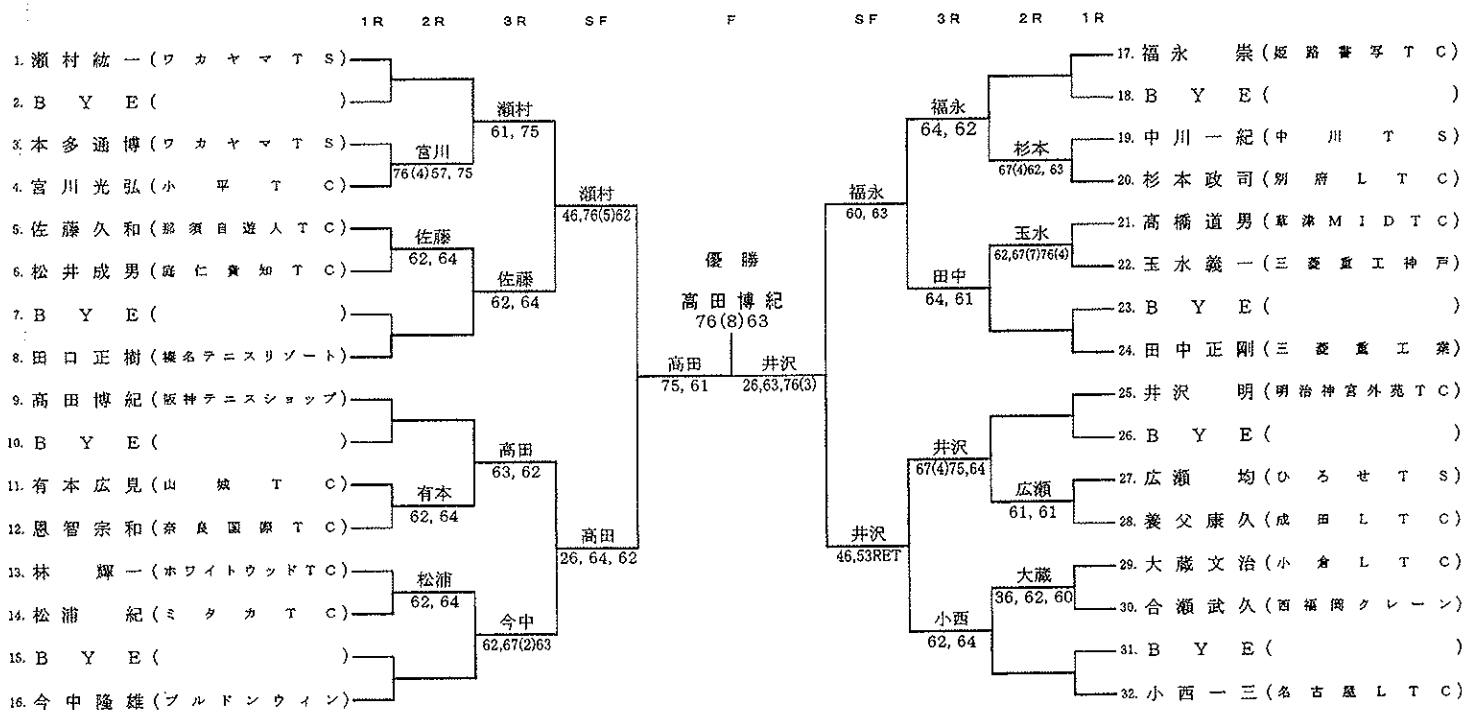 1R 2R 3R SF F SF 3R 2R 1R
1. 瀬村紘一(ワカヤマTS)
2. BYE( )
3. 本多通博(ワカヤマTS)
4. 宮川光弘(小平TC)
5. 佐藤久和(那須自遊人TC)
6. 松井成男(庭仁貴知TC)
7. BYE( )
8. 田口正樹(榛名テニスリゾート)
9. 高田博紀(阪神テニスショップ)
10. BYE( )
11. 有本広見(山城TC)
12. 恩智宗和(奈良国際TC)
13. 林輝一(ホワイトウッドTC)
14. 松浦紀(ミタカTC)
15. BYE( )
16. 今中隆雄(ブルドンウィン)
宮川
76(4)57, 75
佐藤
62, 64
有本
62, 64
松浦
62, 64
瀬村
61, 75
佐藤
62, 64
高田
63, 62
今中
62,67(2)63
瀬村
46,76(5)62
高田
26, 64, 62
高田
75, 61
優勝
高田博紀
76(8)63
井沢
26,63,76(3)
福永
60, 63
井沢
46,53RET
福永
64, 62
田中
64, 61
井沢
67(4)75,64
小西
62, 64
杉本
67(4)62, 63
玉水
62,67(7)76(4)
広瀬
61, 61
大蔵
36, 62, 60
17. 福永崇(姫路書写TC)
18. BYE( )
19. 中川一紀(中川TS)
20. 杉本政司(別府LTC)
21. 高橋道男(草津MIDTC)
22. 玉水義一(三菱重工神戸)
23. BYE( )
24. 田中正剛(三菱重工業)
25. 井沢明(明治神宮外苑TC)
26. BYE( )
27. 広瀬均(ひろせTS)
28. 養父康久(成田LTC)
29. 大蔵文治(小倉LTC)
30. 合瀬武久(西福岡クレーン)
31. BYE( )
32. 小西一三(名古屋LTC)